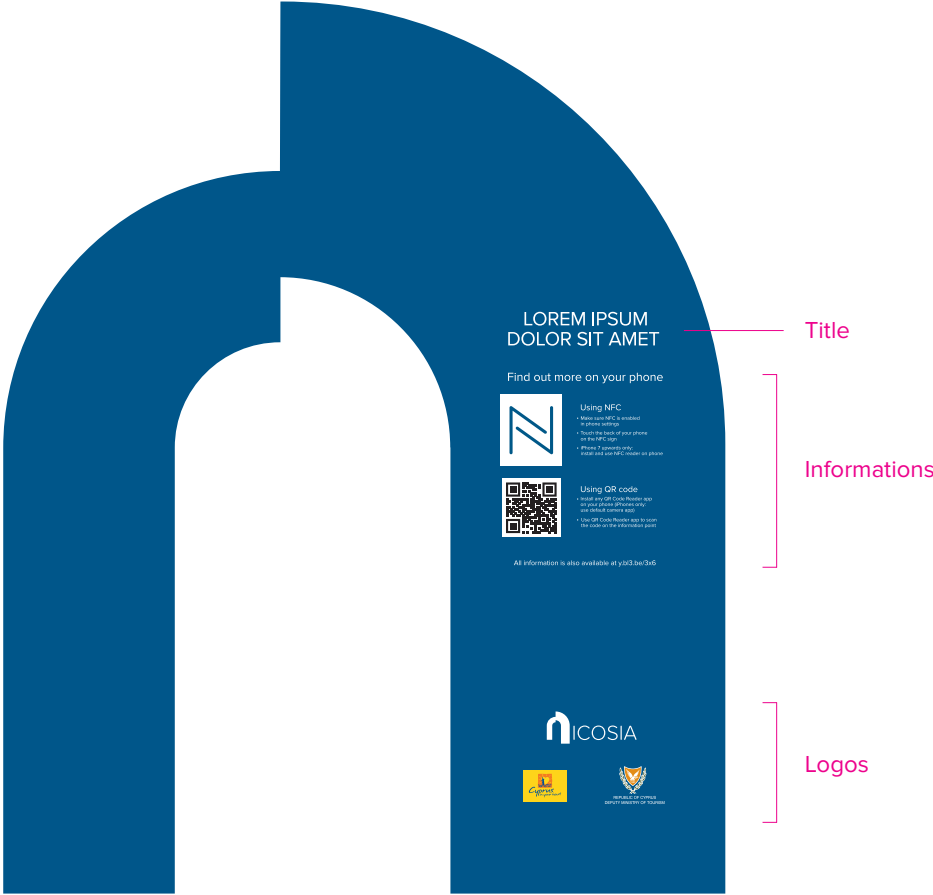 LOREM IPSUM
DOLOR SIT AMET
Title
Find out more on your phone
Using NFC
• Make sure NFC is enabled
in phone settings
• Touch the back of your phone
on the NFC sign
• iPhone 7 upwards only:
Install and use NFC reader on phone
Informations
Using QR code
• Install any QR Code Reader app
on your phone (iPhones only:
use default camera app)
• Use QR Code Reader app to scan
the code on the information point
All information is also available at y.bl3.be/3x6
nICOSIA
Logos
Cyprus
REPUBLIC OF CYPRUS
DEPUTY MINISTRY OF TOURISM